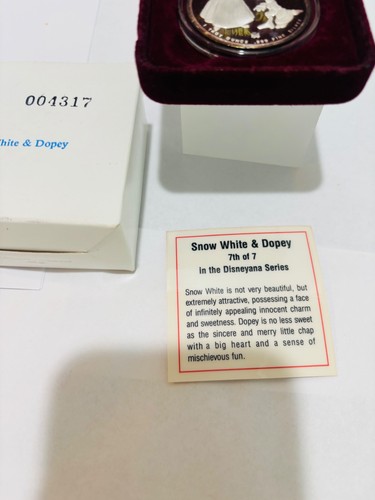 004317
hite & Dopey
Snow White & Dopey
7th of 7
in the Disneyana Series
Snow White is not very beautiful, but
extremely attractive, possessing a face
of infinitely appealing innocent charm
and sweetness. Dopey is no less sweet
as the sincere and merry little chap
with a big heart and a sense of
mischievous fun.